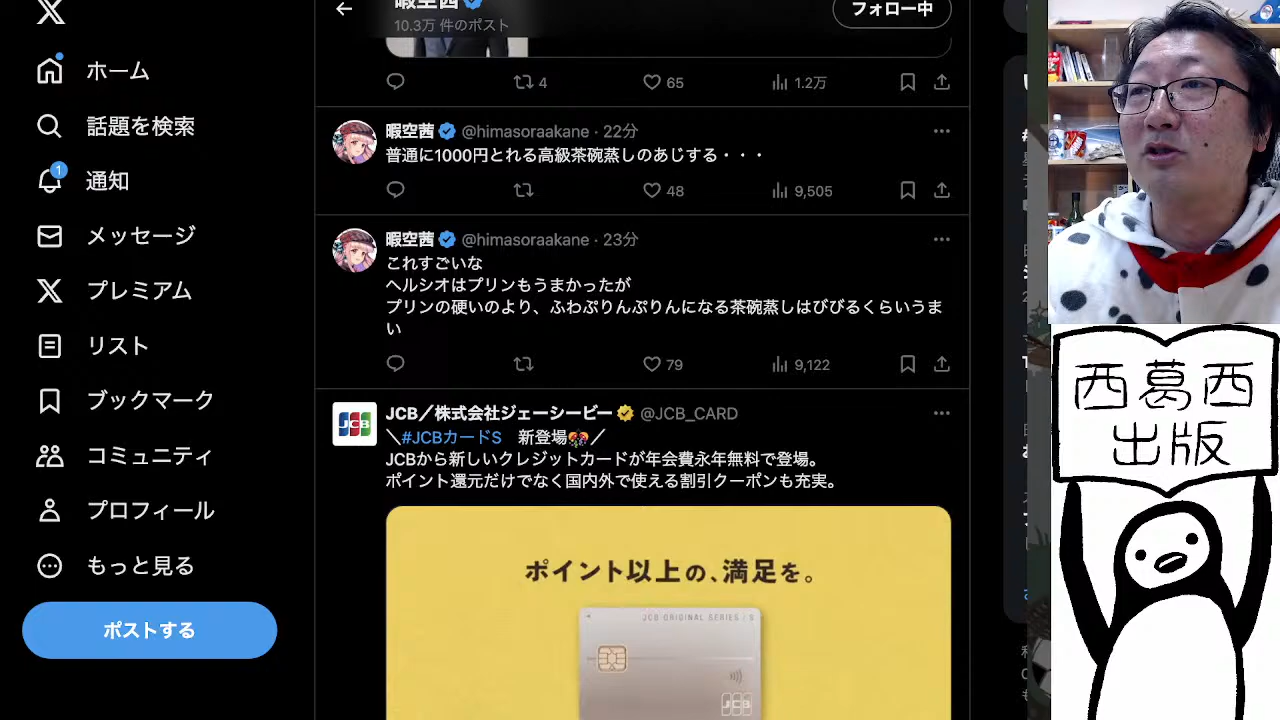 ホーム
話題を検索
1
通知
メッセージ
プレミアム
リスト
ブックマーク
コミュニティ
プロフィール
もっと見る
ポストする
暇空茜
10.3万 件のポスト
フォロー中
4
65
1.2万
暇空茜 @himasoraakane · 22分
普通に1000円とれる高級茶碗蒸しのあじする・・・
48
9,505
暇空茜 @himasoraakane · 23分
これすごいな
ヘルシオはプリンもうまかったが
プリンの硬いのより、ふわぷりんぷりんになる茶碗蒸しはびびるくらいうま
い
79
9,122
JCB／株式会社ジェーシービー @JCB_CARD
＼#JCBカードS 新登場🎊／
JCBから新しいクレジットカードが年会費永年無料で登場。
ポイント還元だけでなく国内外で使える割引クーポンも充実。
JCB
ポイント以上の、満足を。
JCB ORIGINAL SERIES / S
JCB
西葛西
出版